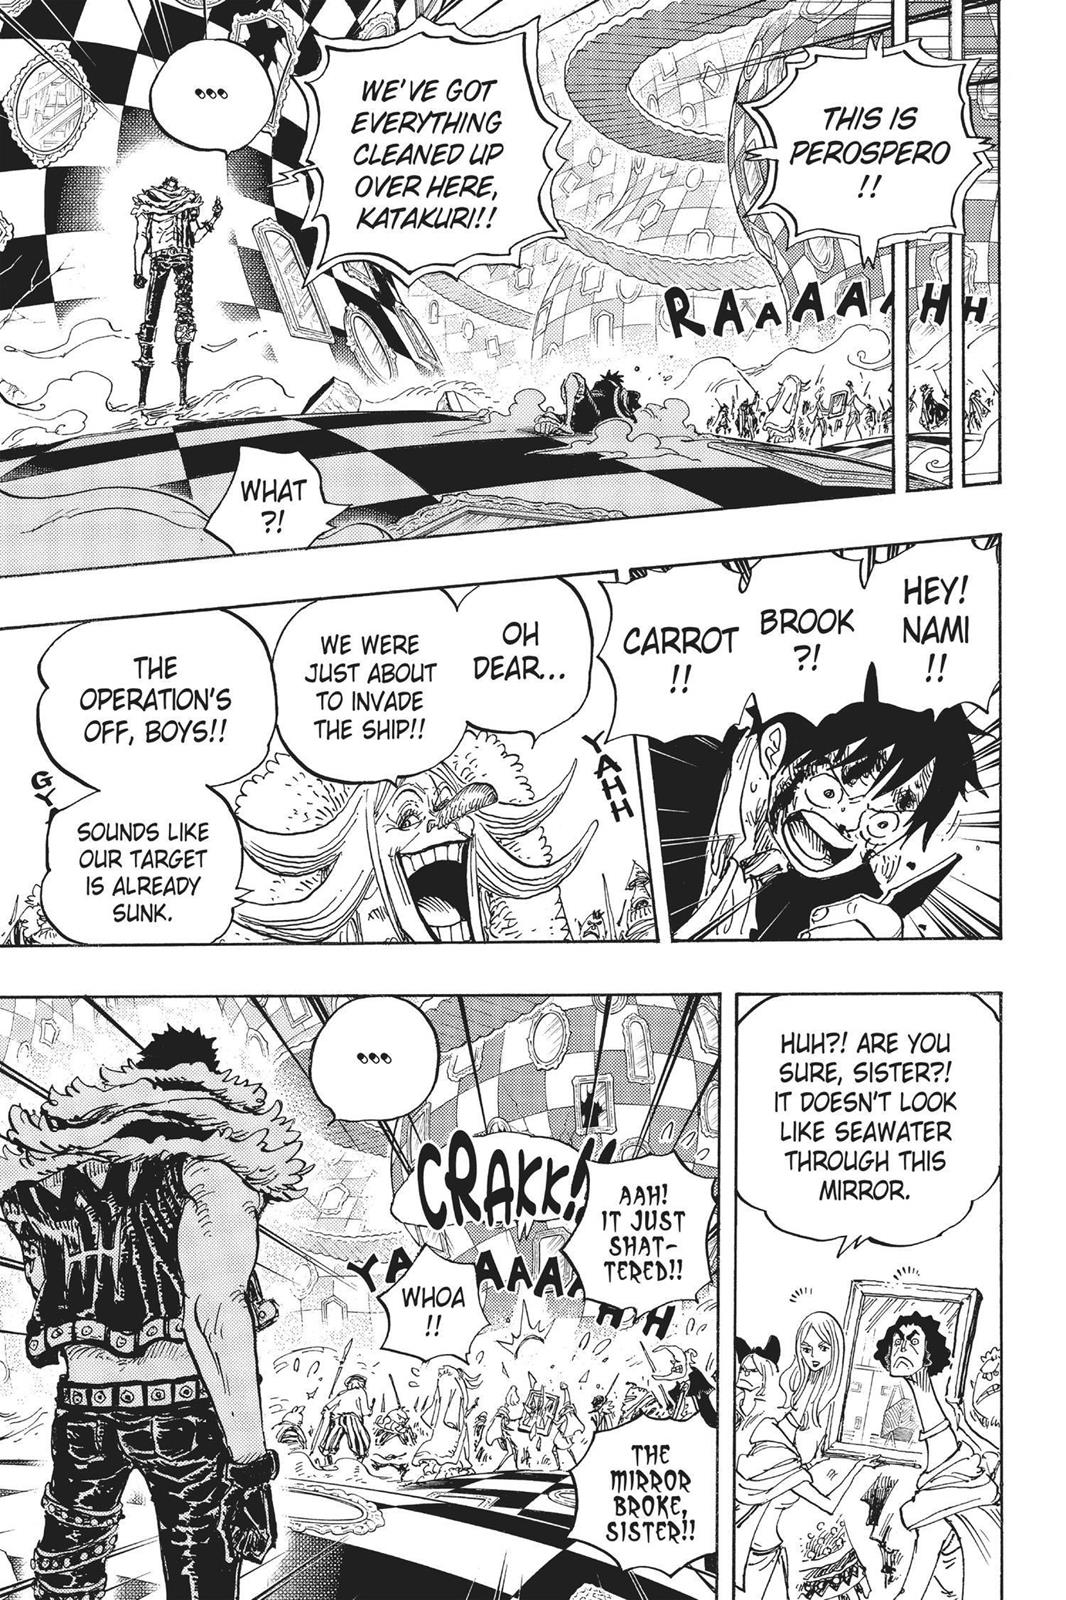 THIS IS
PEROSPERO
!!
WE'VE GOT
EVERYTHING
CLEANED UP
OVER HERE,
KATAKURI!!
...
RAAAAAHH
WHAT
?!
HEY!
NAMI
!!
BROOK
?!
CARROT
!!
OH
DEAR...
WE WERE
JUST ABOUT
TO INVADE
THE SHIP!!
YAHH
THE
OPERATION'S
OFF, BOYS!!
SOUNDS LIKE
OUR TARGET
IS ALREADY
SUNK.
GY
HUH?! ARE YOU
SURE, SISTER?!
IT DOESN'T LOOK
LIKE SEAWATER
THROUGH THIS
MIRROR.
...
CRAKK!!
AAH!
IT JUST
SHAT-
TERED!!
WHOA
!!
YAAAAAHH
THE
MIRROR
BROKE,
SISTER!!